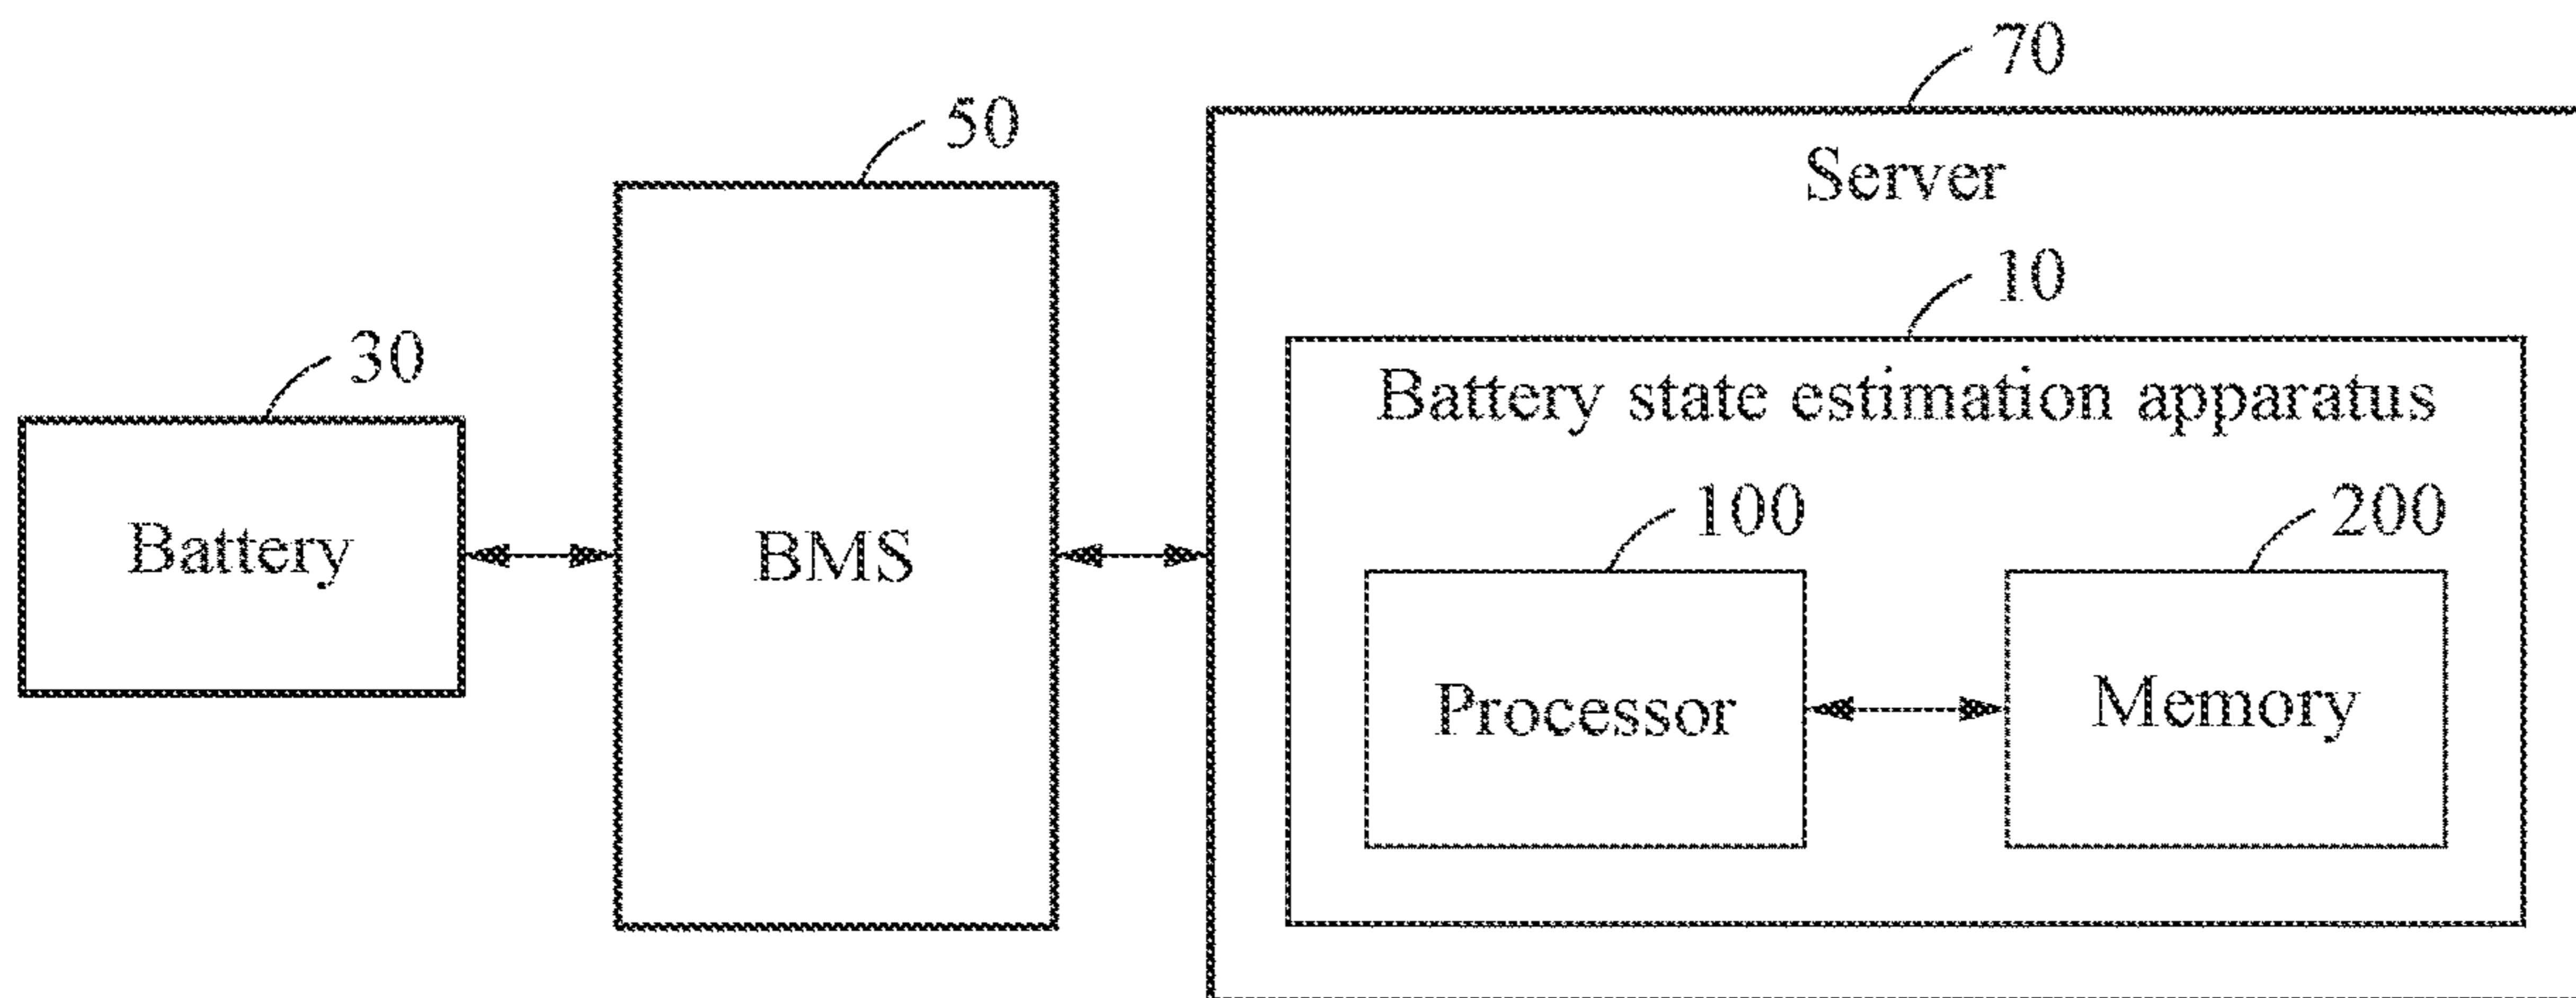 70
50
Server
10
30
Battery state estimation apparatus
100
200
Battery
BMS
Processor
Memory